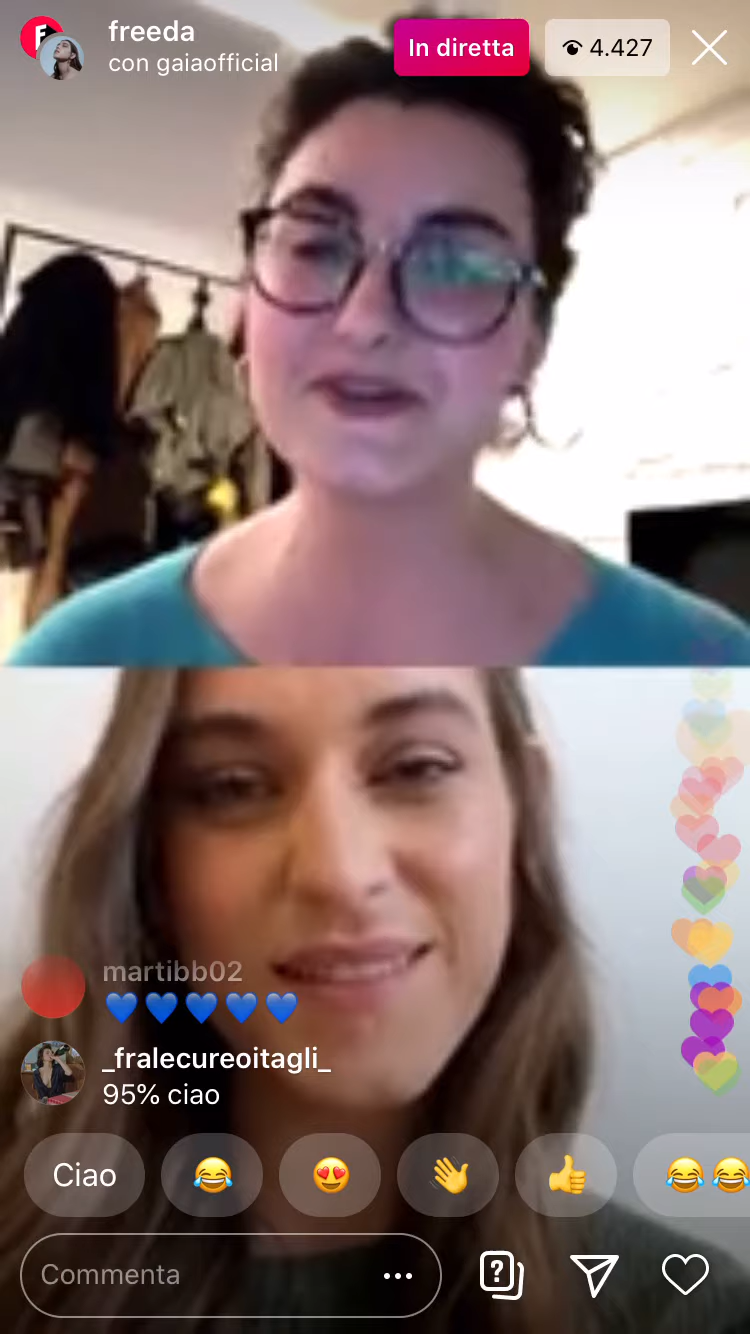 freeda
con gaiaofficial
In diretta
4.427
martibb02
💙💙💙💙💙
_fralecureoitagli_
95% ciao
Ciao 😂 😍 👋 👍 😂😂
Commenta